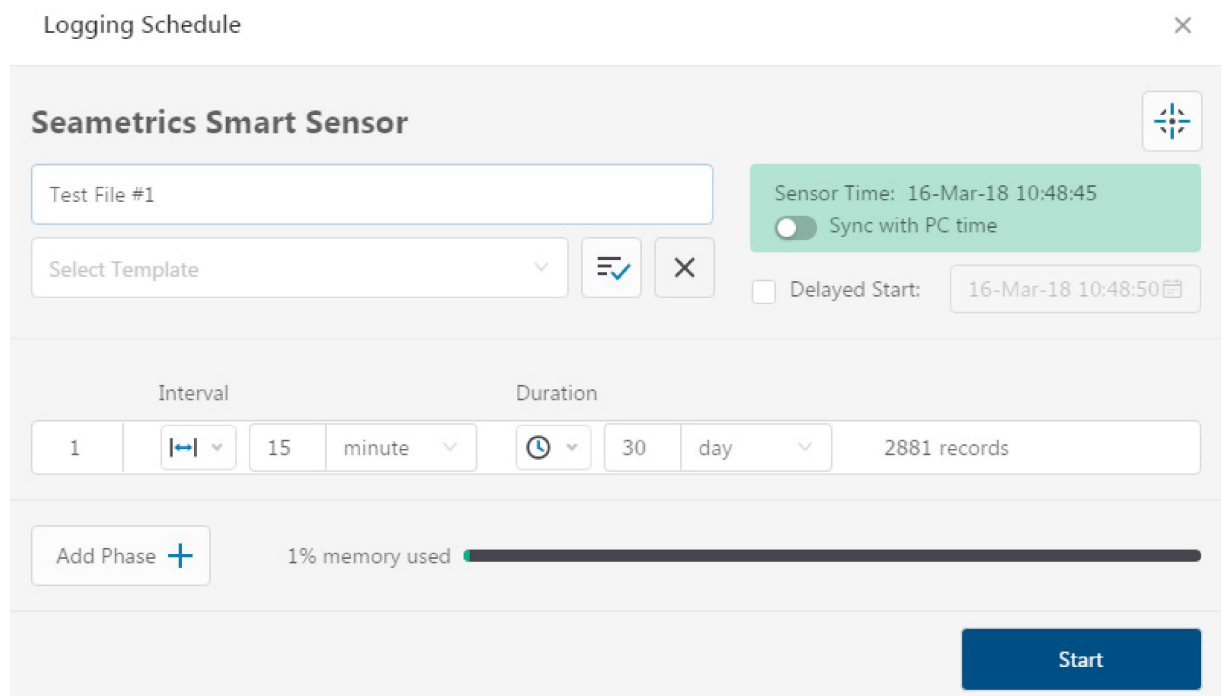 Logging Schedule
Seametrics Smart Sensor
Test File #1
Sensor Time: 16-Mar-18 10:48:45
Sync with PC time
Select Template
Delayed Start: 16-Mar-18 10:48:50
Interval Duration
1 15 minute 30 day 2881 records
Add Phase 1% memory used
Start